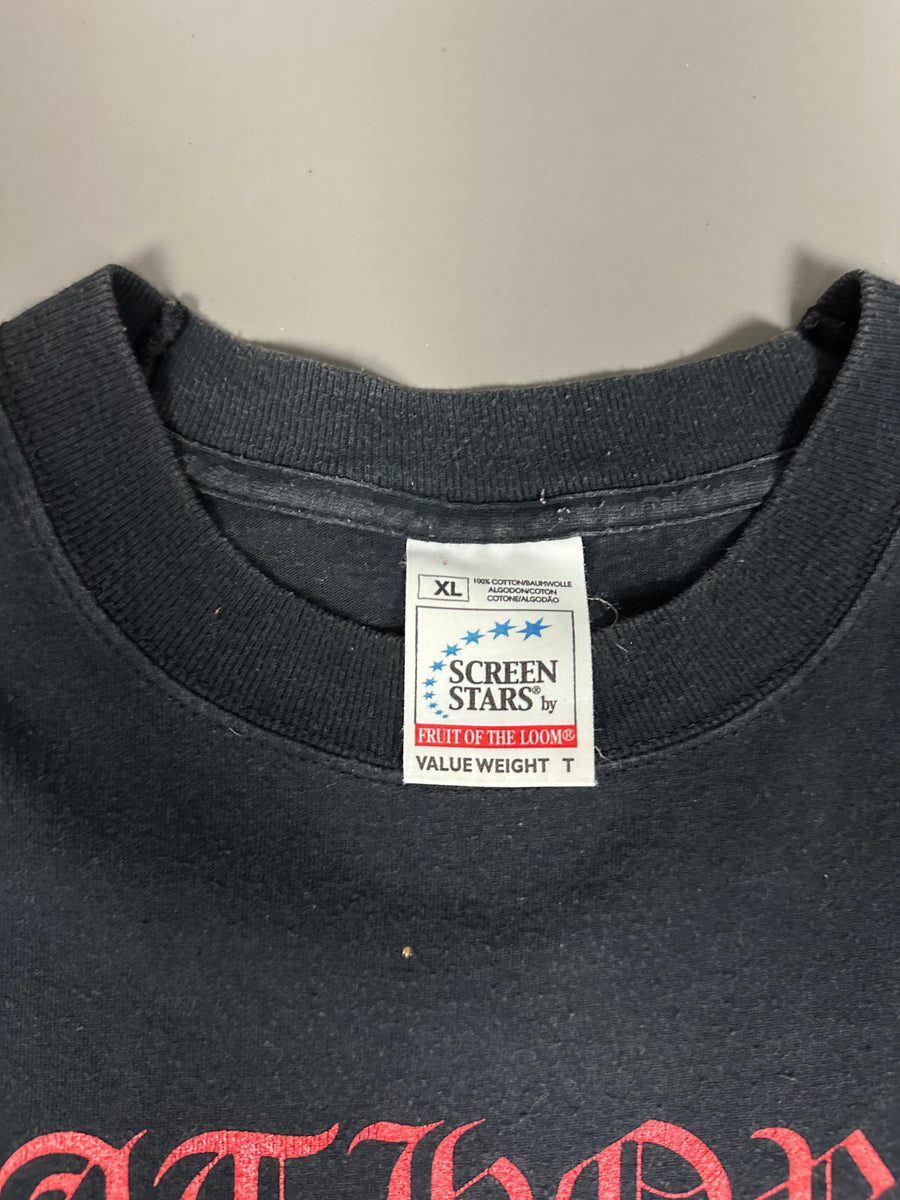 XL
100% COTTON/BAUMWOLLE
ALGODON/COTON
COTONE/ALGODÃO
SCREEN
STARS® by
FRUIT OF THE LOOM®
VALUE WEIGHT T